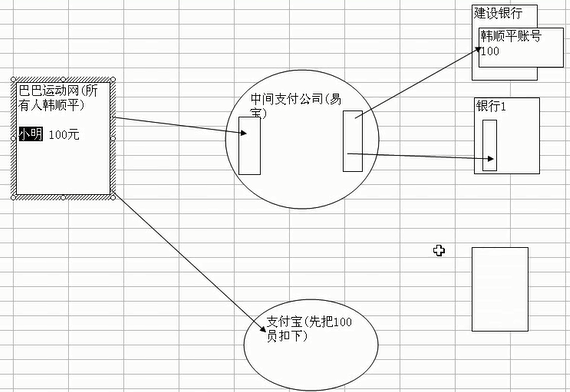 建设银行
韩顺平账号
100
巴巴运动网(所
有人韩顺平)
小明 100元
中间支付公司(易
宝)
银行1
支付宝(先把100
员扣下)